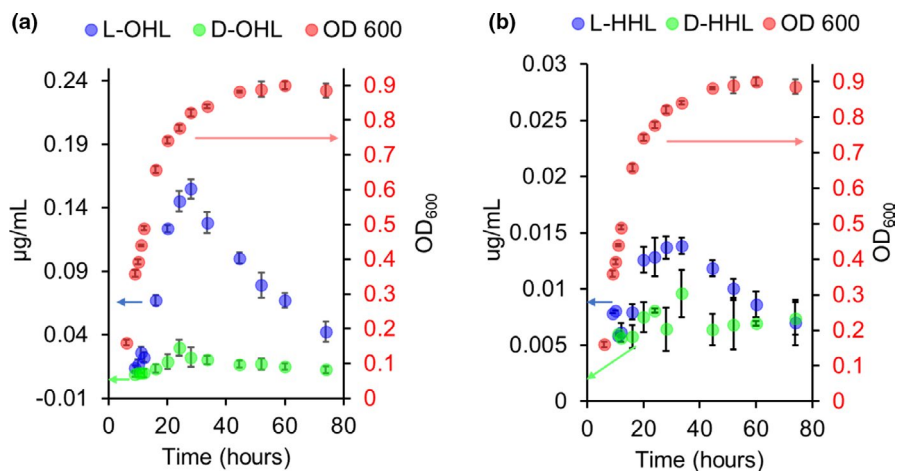 (a)
L-OHL D-OHL OD 600
0.24
0.19
0.14
0.09
0.04
-0.01
µg/mL
0.9
0.8
0.7
0.6
0.5
0.4
0.3
0.2
0.1
0
OD600
0 20 40 60 80
Time (hours)
(b)
L-HHL D-HHL OD 600
0.03
0.025
0.02
0.015
0.01
0.005
0
ug/mL
0.9
0.8
0.7
0.6
0.5
0.4
0.3
0.2
0.1
0
OD600
0 20 40 60 80
Time (hours)